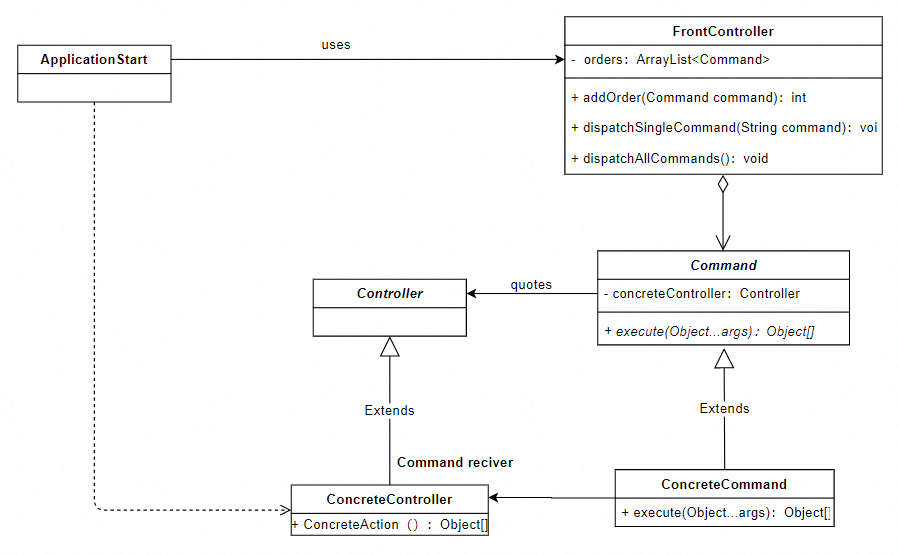 FrontController
uses
ApplicationStart
- orders: ArrayList<Command>
+ addOrder(Command command): int
+ dispatchSingleCommand(String command): voi
+ dispatchAllCommands(): void
Command
quotes
Controller
- concreteController: Controller
+ execute(Object...args): Object[]
Extends
Extends
Command reciver
ConcreteCommand
ConcreteController
+ execute(Object...args): Object[]
+ ConcreteAction （）: Object[]